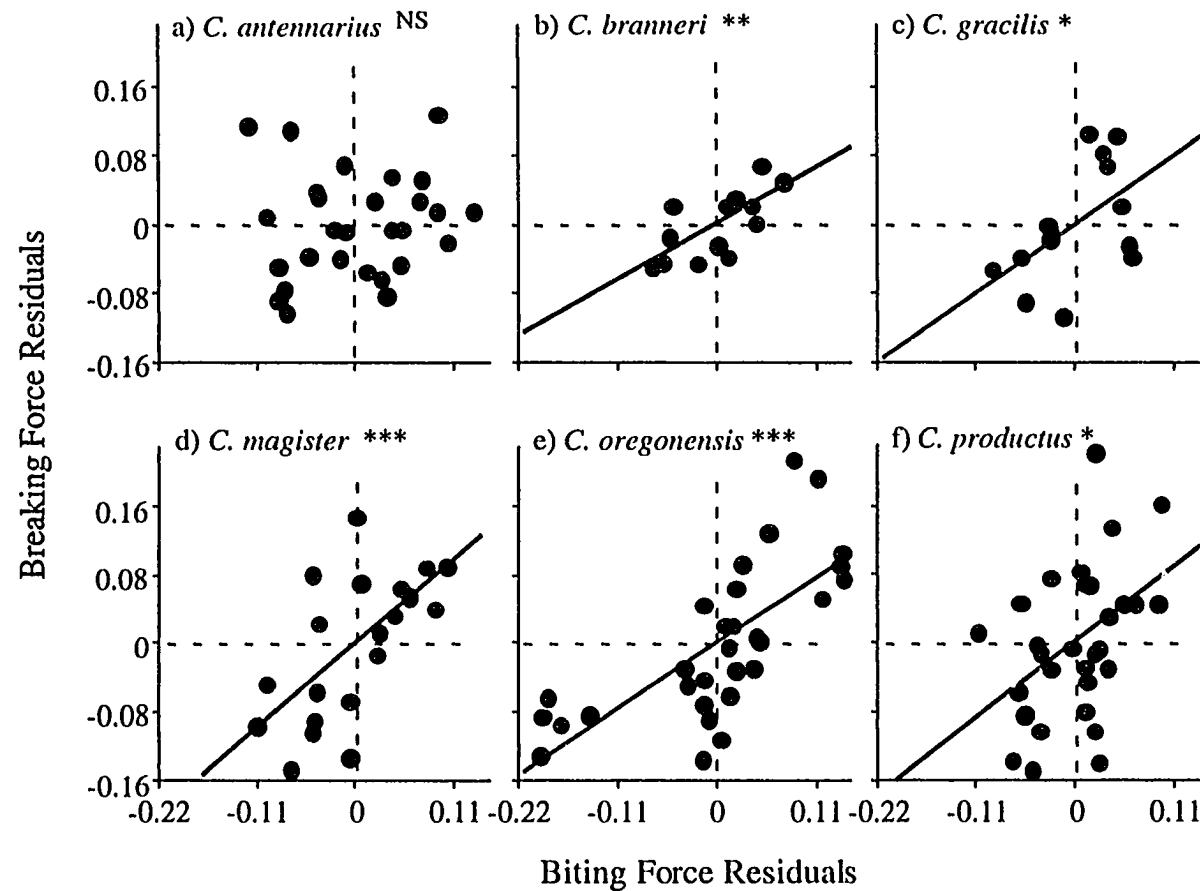 a) C. antennarius NS
b) C. branneri **
c) C. gracilis *
0.16
0.08
0
-0.08
-0.16
d) C. magister ***
e) C. oregonensis ***
f) C. productus *
0.16
0.08
0
-0.08
-0.16
-0.22 -0.11 0 0.11 -0.22 -0.11 0 0.11 -0.22 -0.11 0 0.11
Breaking Force Residuals
Biting Force Residuals